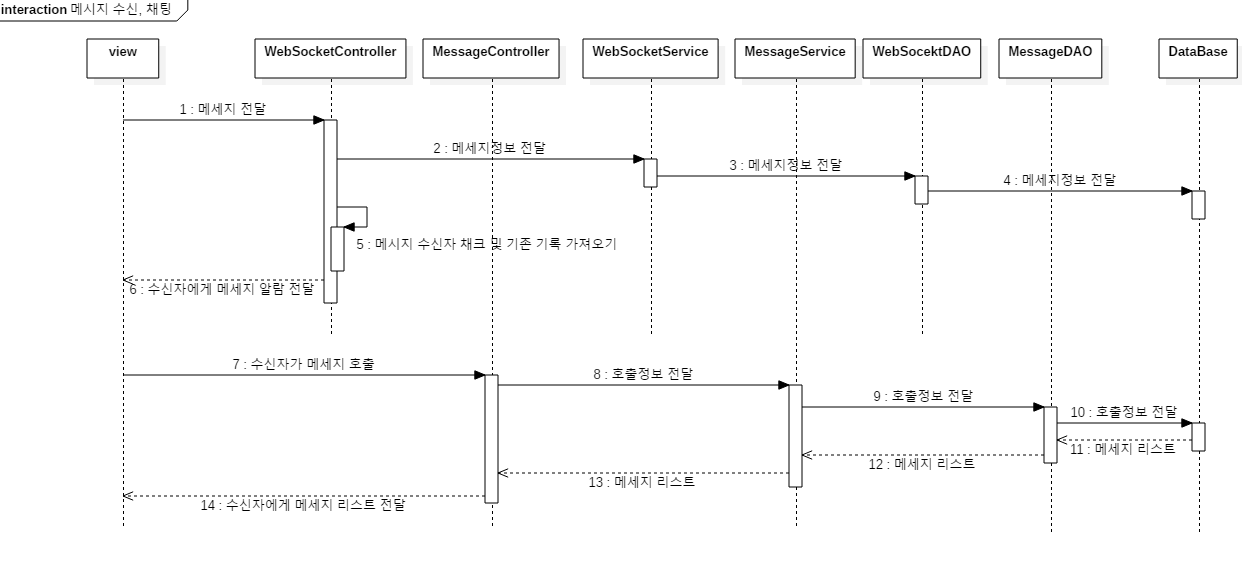 interaction 메시지 수신, 채팅
view
WebSocketController
MessageController
WebSocketService
MessageService
WebSocektDAO
MessageDAO
DataBase
1 : 메세지 전달
2 : 메세지정보 전달
3 : 메세지정보 전달
4 : 메세지정보 전달
5 : 메시지 수신자 채크 및 기존 기록 가져오기
6 : 수신자에게 메세지 알람 전달
7 : 수신자가 메세지 호출
8 : 호출정보 전달
9 : 호출정보 전달
10 : 호출정보 전달
11 : 메세지 리스트
12 : 메세지 리스트
13 : 메세지 리스트
14 : 수신자에게 메세지 리스트 전달